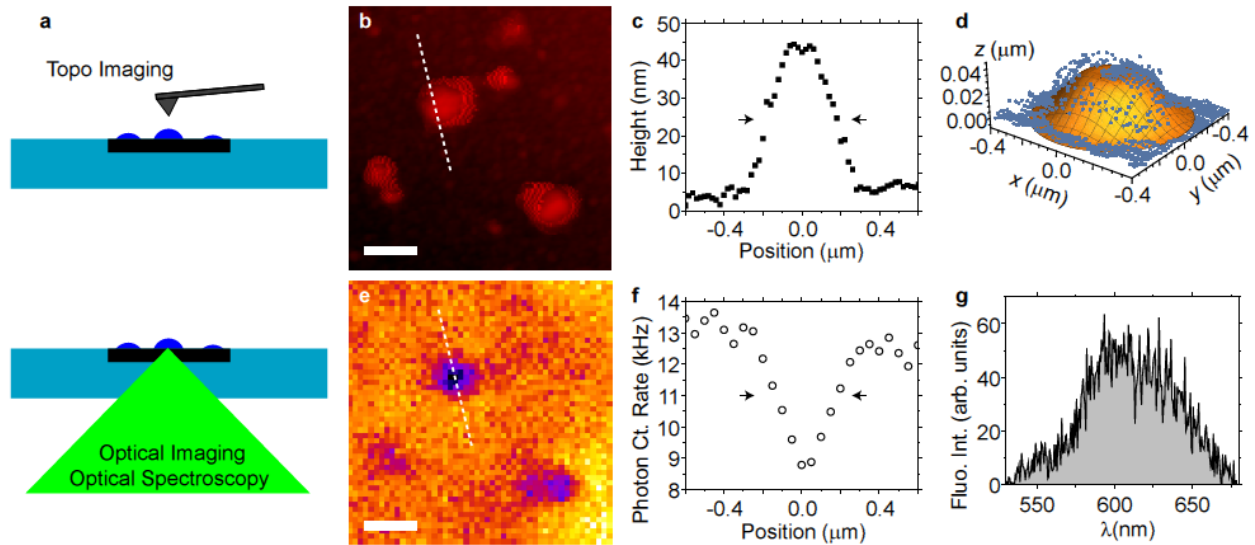 a
Topo Imaging
Optical Imaging
Optical Spectroscopy
b
c
Height (nm)
50
40
30
20
10
0
-0.4
0.0
0.4
Position (μm)
d
z (μm)
0.04
0.02
0.00
-0.4
0.0
-0.4
x (μm)
-0.4
0.0
y (μm)
e
f
Photon Ct. Rate (kHz)
14
13
12
11
10
9
8
-0.4
0.0
0.4
Position (μm)
g
Fluo. Int. (arb. units)
60
40
20
0
550
600
650
λ(nm)